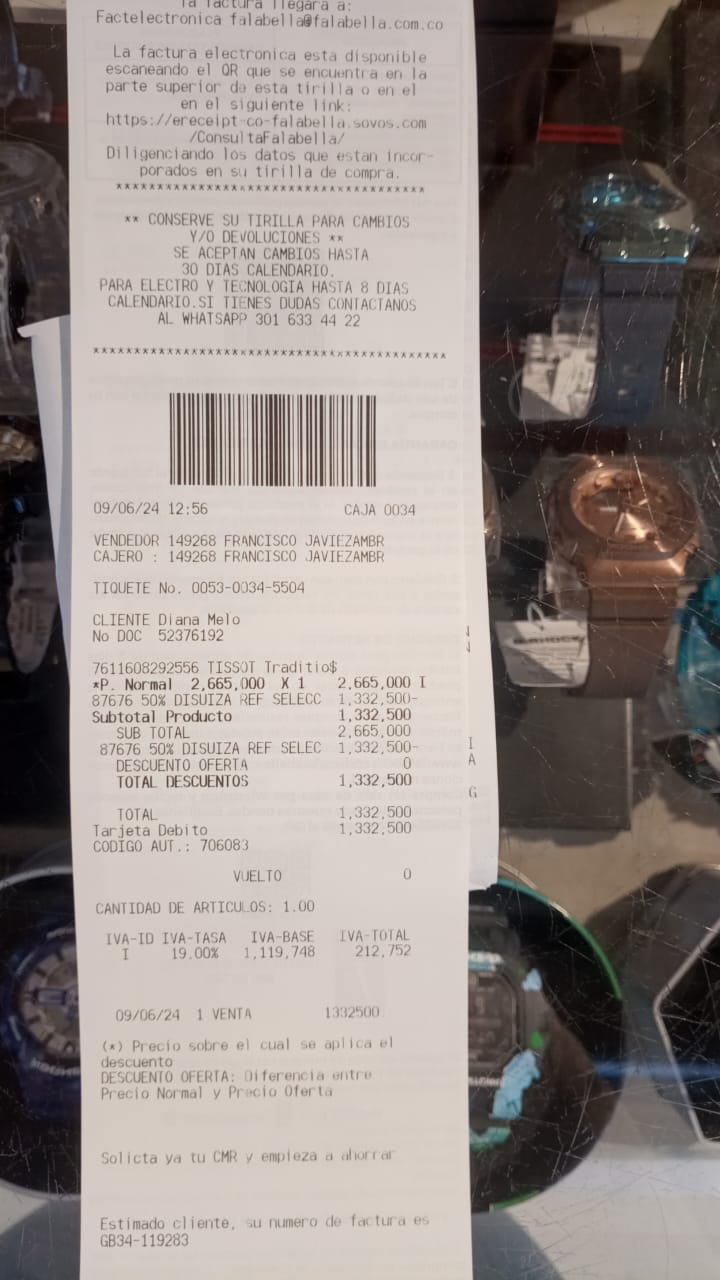 la factura llegara a:
Factelectronica falabella@falabella.com.co
La factura electronica esta disponible
escaneando el QR que se encuentra en la
parte superior de esta tirilla o en el
en el siguiente link:
https://ereceipt-co-falabella.sovos.com
/ConsultaFalabella/
Diligenciando los datos que estan incor-
porados en su tirilla de compra.
***************************************
** CONSERVE SU TIRILLA PARA CAMBIOS
Y/O DEVOLUCIONES **
SE ACEPTAN CAMBIOS HASTA
30 DIAS CALENDARIO.
PARA ELECTRO Y TECNOLOGIA HASTA 8 DIAS
CALENDARIO.SI TIENES DUDAS CONTACTANOS
AL WHATSAPP 301 633 44 22
********************************************
09/06/24 12:56 CAJA 0034
VENDEDOR 149268 FRANCISCO JAVIEZAMBR
CAJERO : 149268 FRANCISCO JAVIEZAMBR
TIQUETE No. 0053-0034-5504
CLIENTE Diana Melo
No DOC 52376192
7611608292556 TISSOT Traditio$
*P. Normal 2,665,000 X 1 2,665,000 I
87676 50% DISUIZA REF SELECC 1,332,500-
Subtotal Producto 1,332,500
SUB TOTAL 2,665,000
87676 50% DISUIZA REF SELEC 1,332,500-
DESCUENTO OFERTA 0
TOTAL DESCUENTOS 1,332,500
TOTAL 1,332,500
Tarjeta Debito 1,332,500
CODIGO AUT.: 706083
VUELTO 0
CANTIDAD DE ARTICULOS: 1.00
IVA-ID IVA-TASA IVA-BASE IVA-TOTAL
I 19.00% 1,119,748 212,752
09/06/24 1 VENTA 1332500
(*) Precio sobre el cual se aplica el
descuento
DESCUENTO OFERTA: Diferencia entre
Precio Normal y Precio Oferta
Solicta ya tu CMR y empieza a ahorrar
Estimado cliente, su numero de factura es
GB34-119283